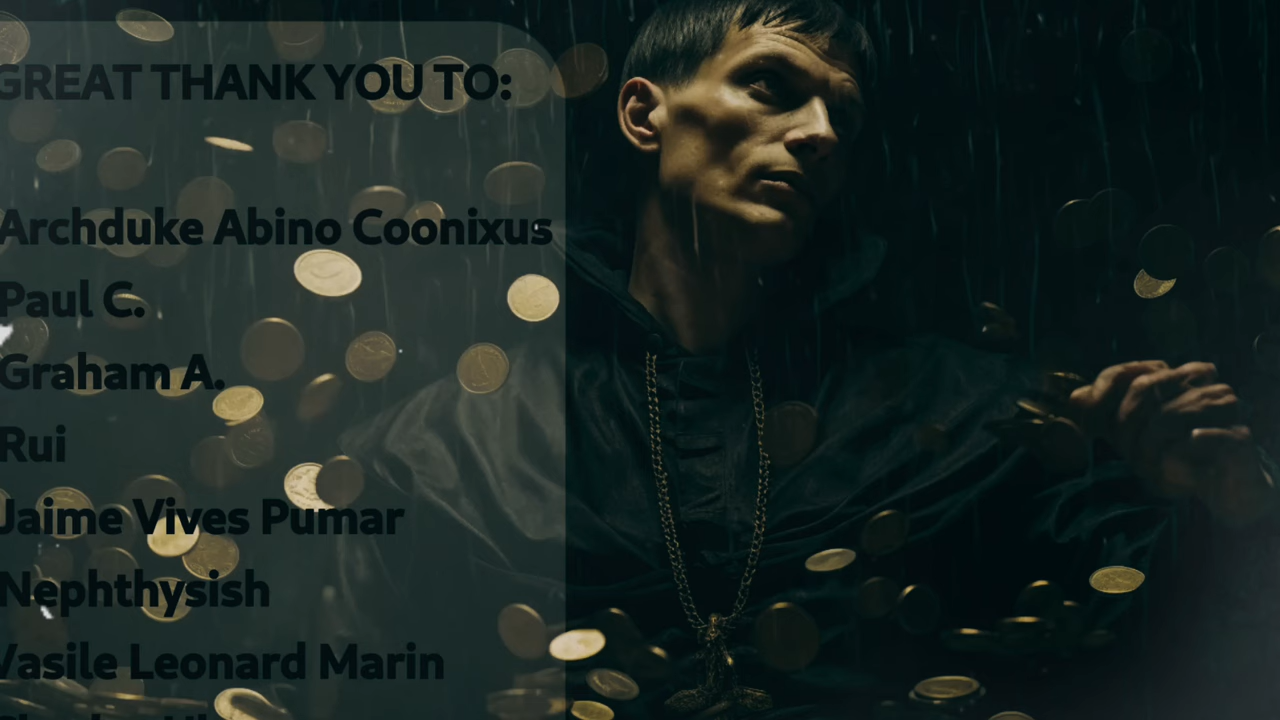 GREAT THANK YOU TO:
Archduke Abino Coonixus
Paul C.
Graham A.
Rui
Jaime Vives Pumar
Nephthysish
Vasile Leonard Marin